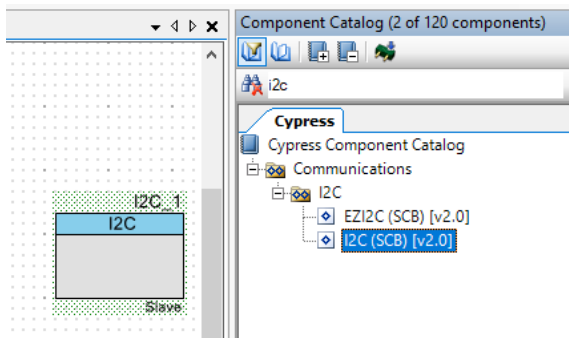 Component Catalog (2 of 120 components)
i2c
Cypress
Cypress Component Catalog
Communications
I2C
EZI2C (SCB) [v2.0]
I2C (SCB) [v2.0]
I2C_1
I2C
Slave